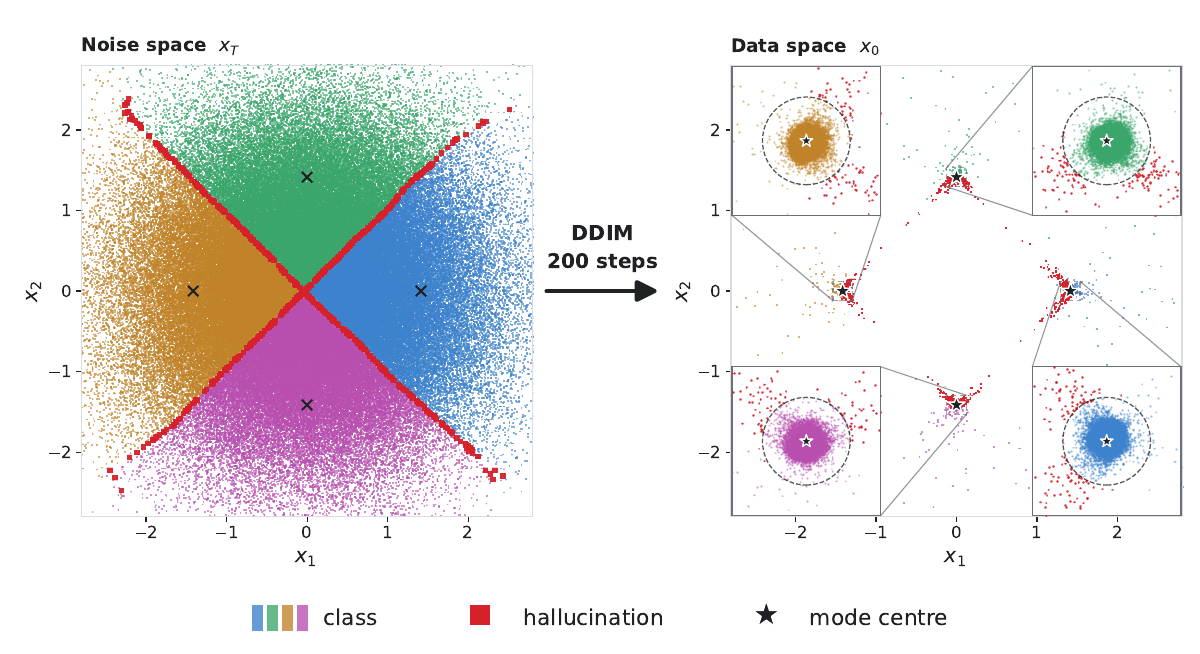 Noise space x_T
Data space x_0
2
1
0
−1
−2
x_2
−2
−1
0
1
2
x_1
DDIM
200 steps
2
1
0
−1
−2
x_2
−2
−1
0
1
2
x_1
class
hallucination
mode centre